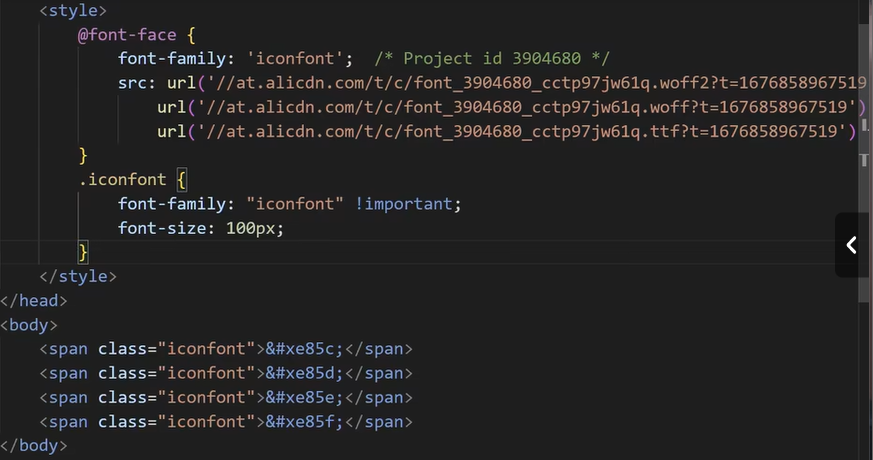 <style>
@font-face {
font-family: 'iconfont'; /* Project id 3904680 */
src: url('//at.alicdn.com/t/c/font_3904680_cctp97jw61q.woff2?t=1676858967519
url('//at.alicdn.com/t/c/font_3904680_cctp97jw61q.woff?t=1676858967519')
url('//at.alicdn.com/t/c/font_3904680_cctp97jw61q.ttf?t=1676858967519')
}
.iconfont {
font-family: "iconfont" !important;
font-size: 100px;
}
</style>
</head>
<body>
<span class="iconfont">&#xe85c;</span>
<span class="iconfont">&#xe85d;</span>
<span class="iconfont">&#xe85e;</span>
<span class="iconfont">&#xe85f;</span>
</body>